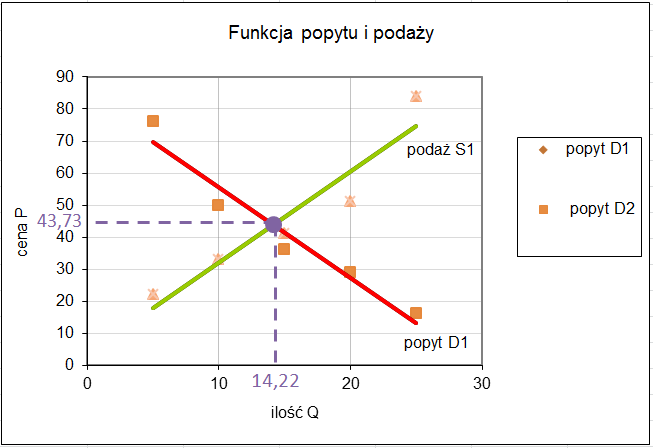 Funkcja popytu i podaży
90
80
70
60
50
40
30
20
10
0
cena P
43,73
podaż S1
popyt D1
0
10
20
30
14,22
ilość Q
popyt D1
popyt D2